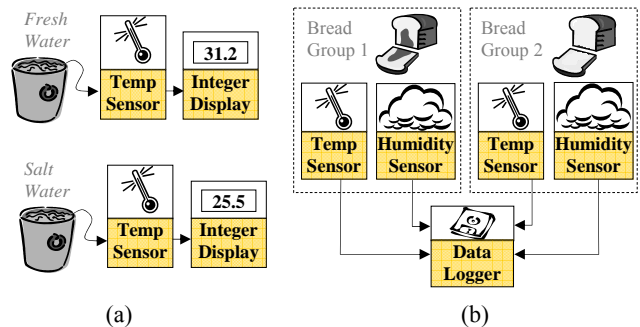 Fresh
Water
31.2
Temp
Sensor
Integer
Display
Salt
Water
25.5
Temp
Sensor
Integer
Display
(a)
Bread
Group 1
Temp
Sensor
Humidity
Sensor
Bread
Group 2
Temp
Sensor
Humidity
Sensor
Data
Logger
(b)